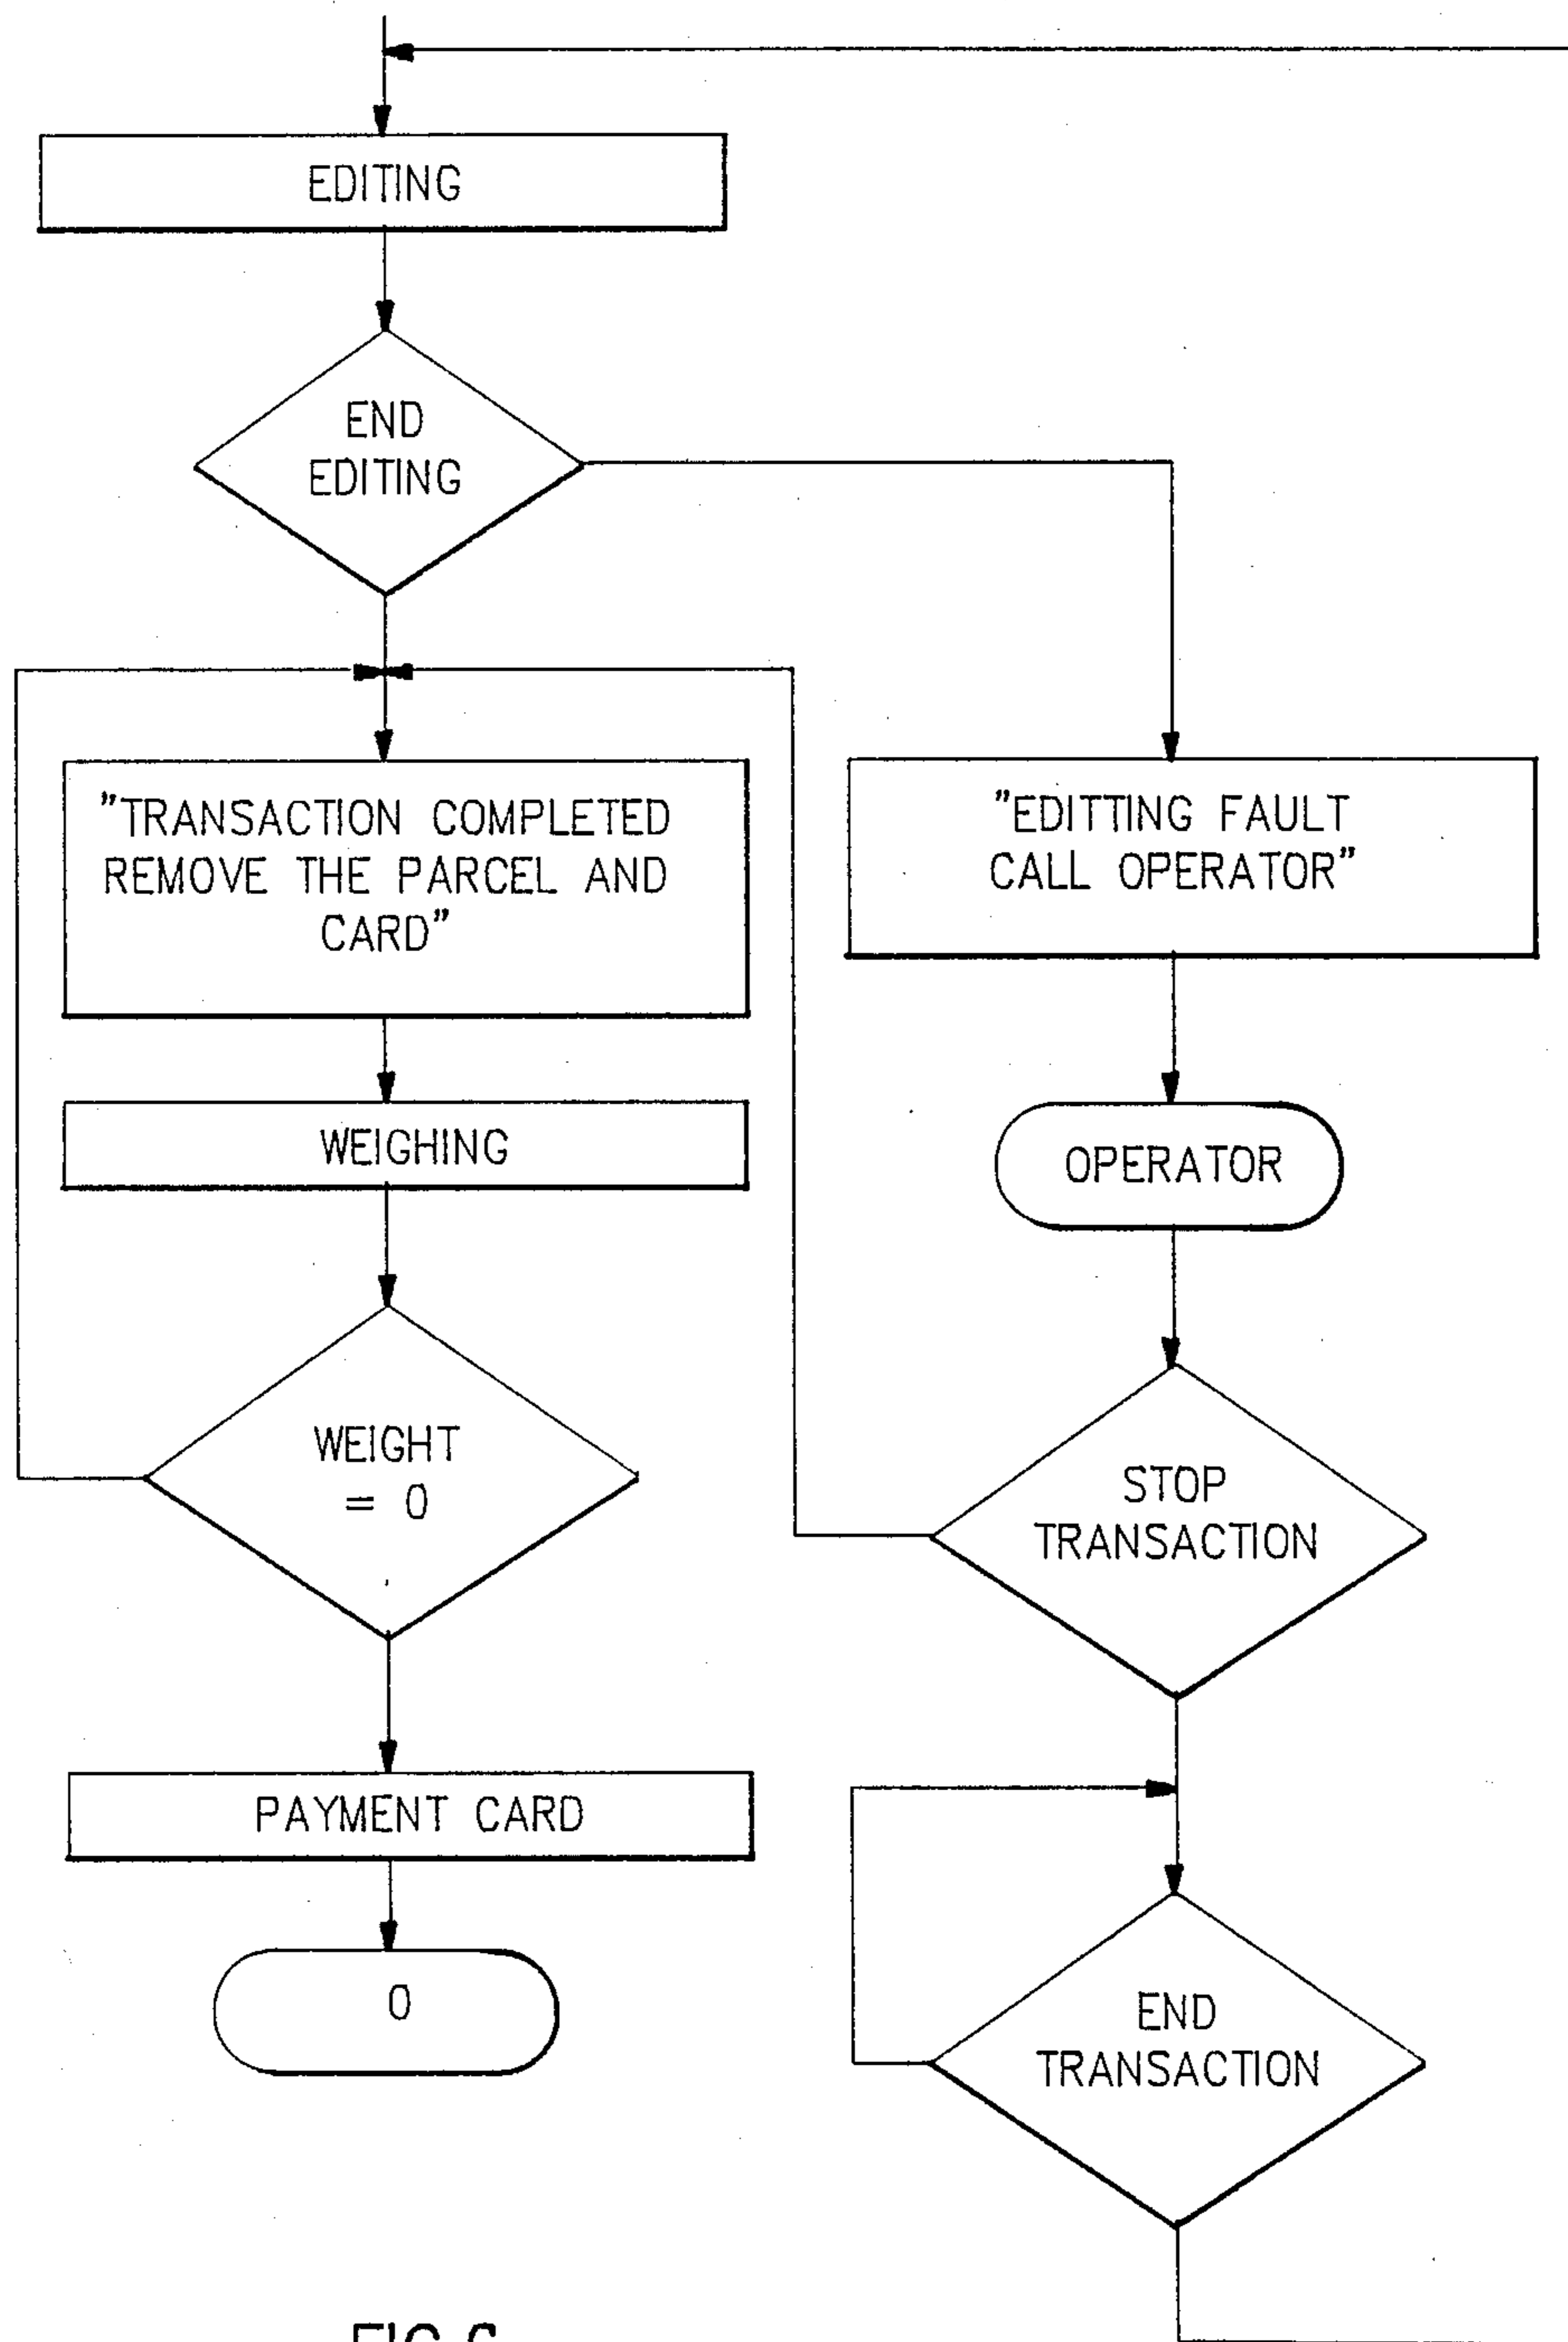 EDITING
END
EDITING
"TRANSACTION COMPLETED
REMOVE THE PARCEL AND
CARD"
"EDITTING FAULT
CALL OPERATOR"
WEIGHING
OPERATOR
WEIGHT
= 0
STOP
TRANSACTION
PAYMENT CARD
0
END
TRANSACTION